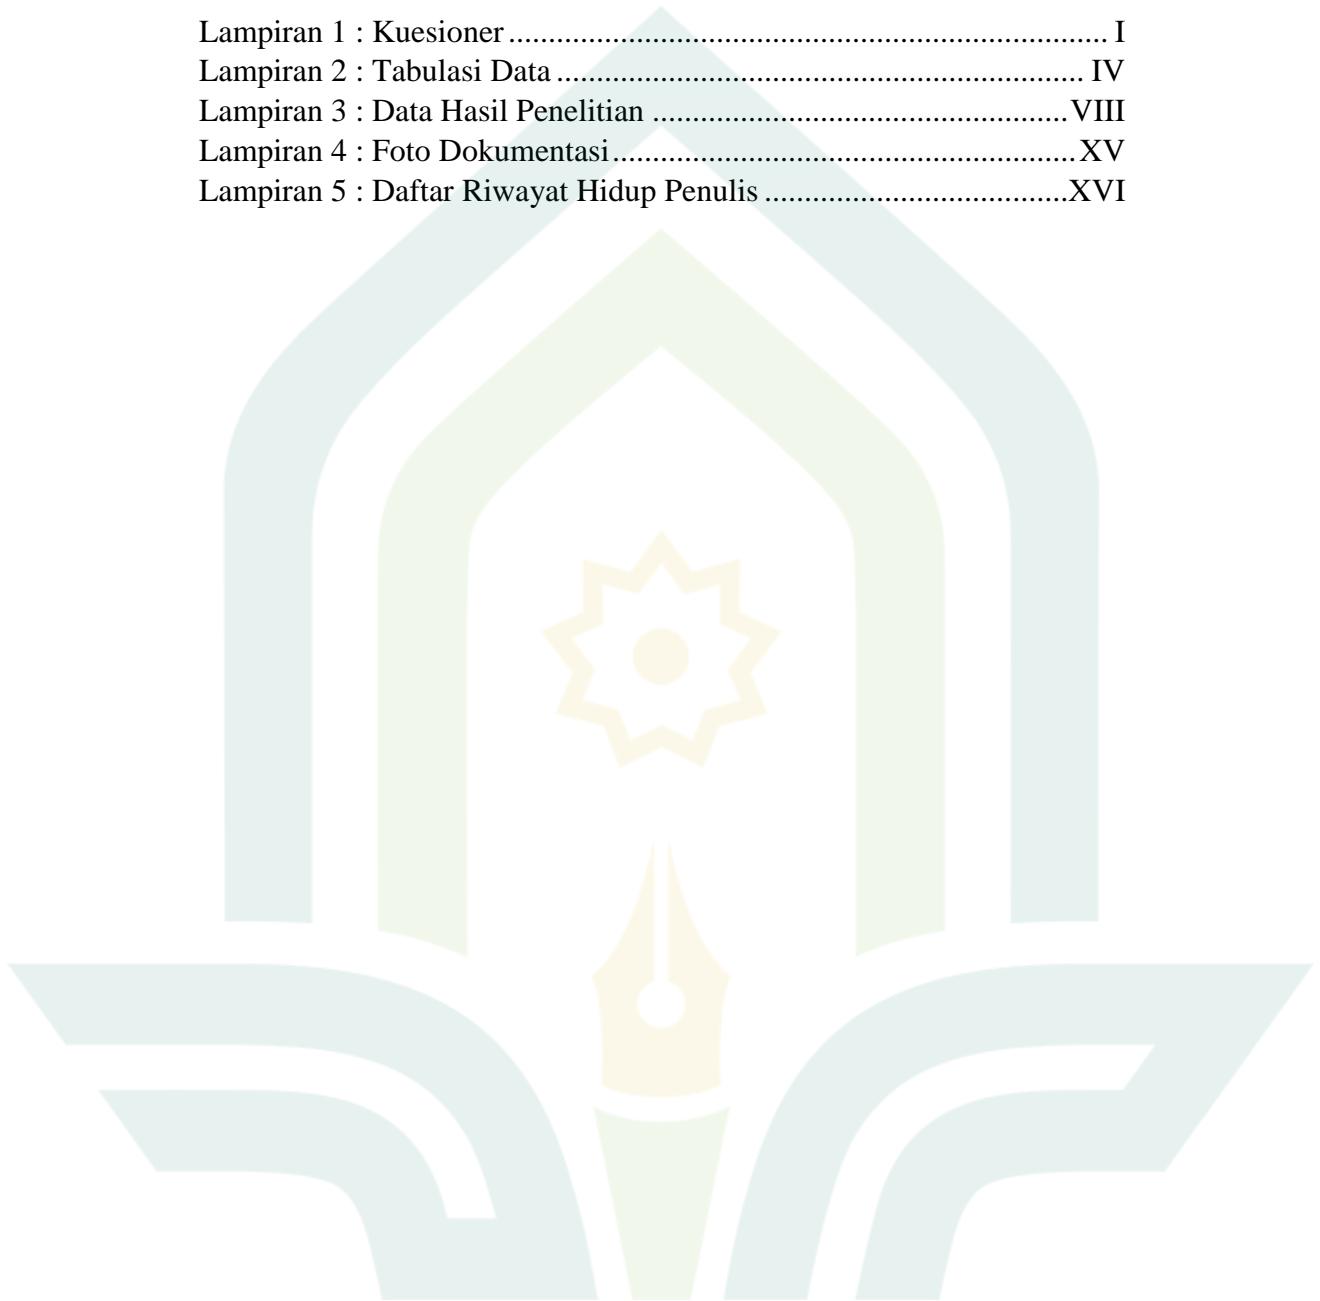 Lampiran 1 : Kuesioner ........................................................................... I
Lampiran 2 : Tabulasi Data .................................................................. IV
Lampiran 3 : Data Hasil Penelitian ....................................................VIII
Lampiran 4 : Foto Dokumentasi..........................................................XV
Lampiran 5 : Daftar Riwayat Hidup Penulis ......................................XVI